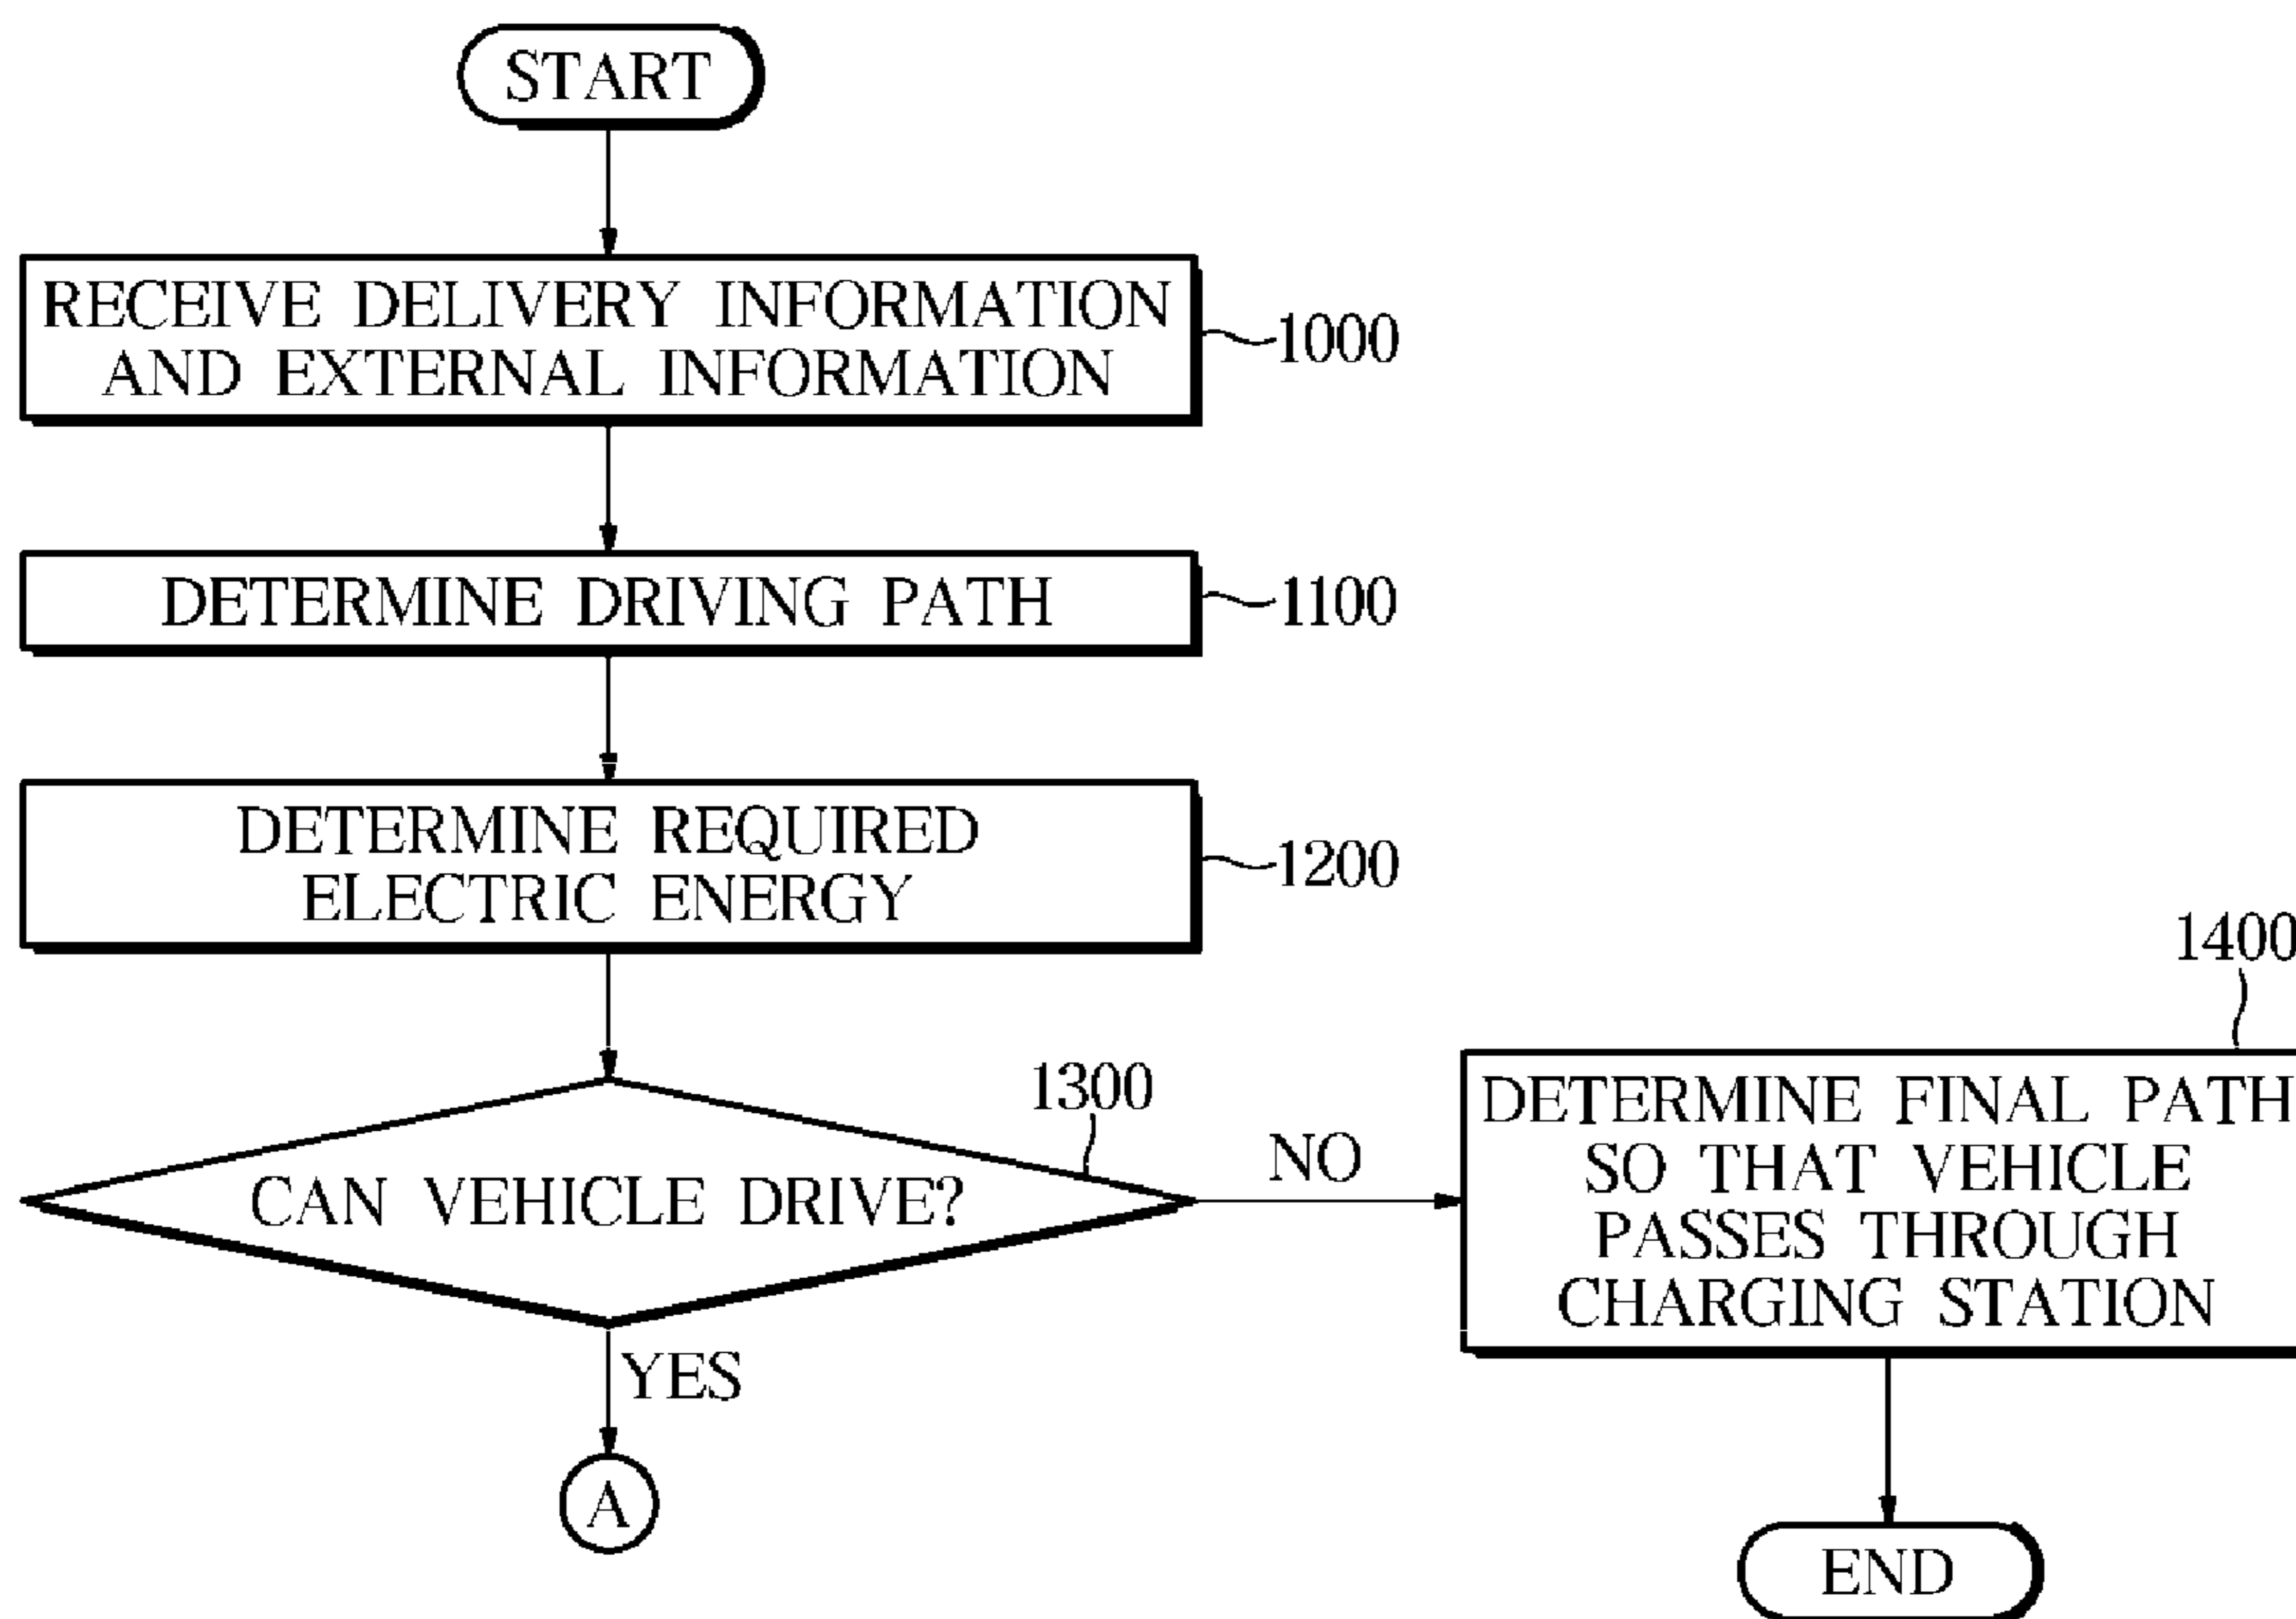 START
RECEIVE DELIVERY INFORMATION
AND EXTERNAL INFORMATION
1000
DETERMINE DRIVING PATH
1100
DETERMINE REQUIRED
ELECTRIC ENERGY
1200
CAN VEHICLE DRIVE?
1300
NO
YES
A
1400
DETERMINE FINAL PATH
SO THAT VEHICLE
PASSES THROUGH
CHARGING STATION
END